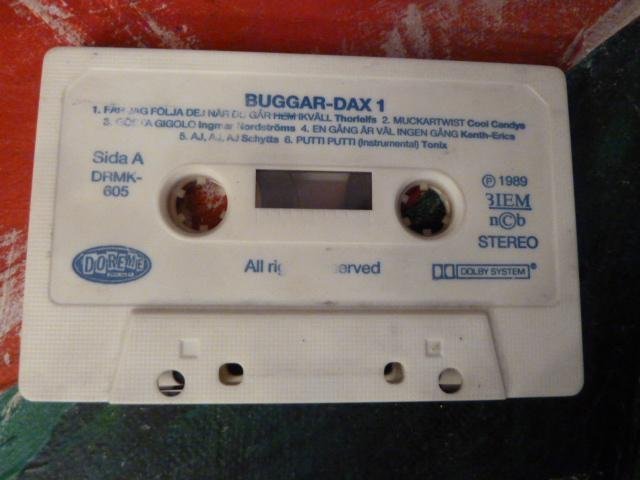 BUGGAR-DAX 1
1. FÅR JAG FÖLJA DEJ NÄR DU GÅR HEM IKVÄLL Thorleifs 2. MUCKARTWIST Cool Candys
3. GÖSTA GIGOLO Ingmar Nordströms 4. EN GÅNG ÄR VÄL INGEN GÅNG Kenth-Erics
5. AJ, AJ, AJ Schytts 6. PUTTI PUTTI (Instrumental) Tonix
Sida A
DRMK-
605
℗ 1989
BIEM
n©b
STEREO
DOREME
All rig erved
DOLBY SYSTEM®